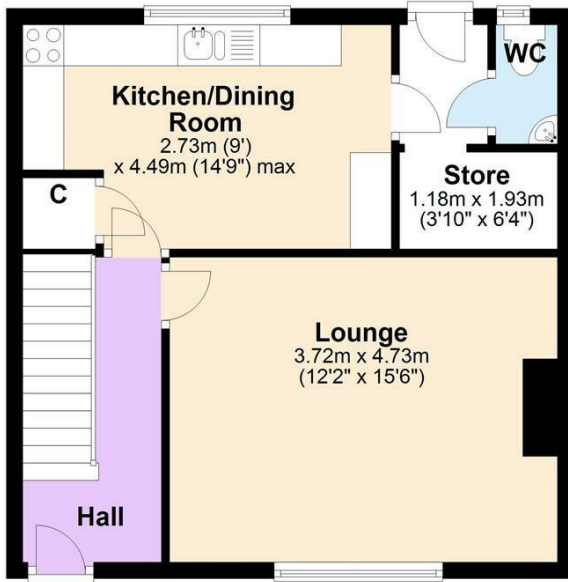 Kitchen/Dining
Room
2.73m (9')
x 4.49m (14'9") max
WC
C
Store
1.18m x 1.93m
(3'10" x 6'4")
Lounge
3.72m x 4.73m
(12'2" x 15'6")
Hall